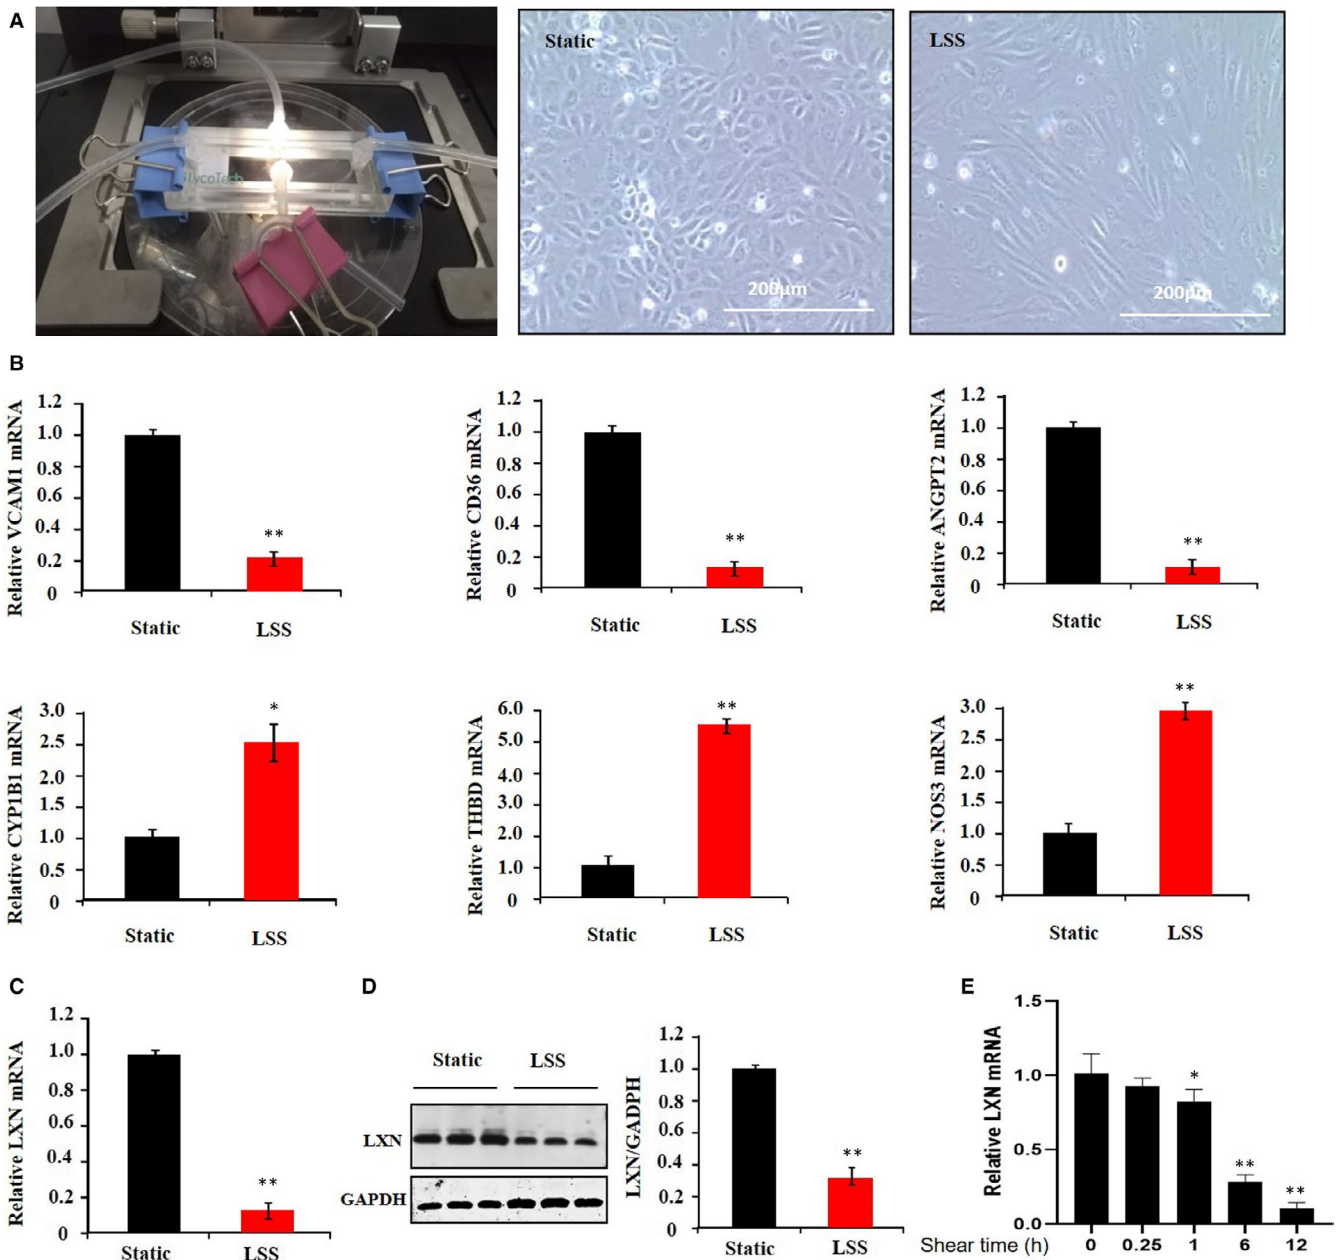 A
GlycoTech
Static
200μm
LSS
200μm
B
Relative VCAM1 mRNA
1.2
1.0
0.8
0.6
0.4
0.2
0
**
Static
LSS
Relative CD36 mRNA
1.2
1.0
0.8
0.6
0.4
0.2
0
**
Static
LSS
Relative ANGPT2 mRNA
1.2
1.0
0.8
0.6
0.4
0.2
0
**
Static
LSS
Relative CYP1B1 mRNA
3.0
2.5
2.0
1.5
1.0
0.5
0
*
Static
LSS
Relative THBD mRNA
6.0
5.0
4.0
3.0
2.0
1.0
0
**
Static
LSS
Relative NOS3 mRNA
3.0
2.5
2.0
1.5
1.0
0.5
0
**
Static
LSS
C
Relative LXN mRNA
1.2
1.0
0.8
0.6
0.4
0.2
0
**
Static
LSS
D
Static LSS
LXN
GAPDH
LXN/GADPH
1.2
1.0
0.8
0.6
0.4
0.2
0
**
Static
LSS
E
Relative LXN mRNA
1.5
1.0
0.5
0.0
*
**
**
Shear time (h) 0 0.25 1 6 12